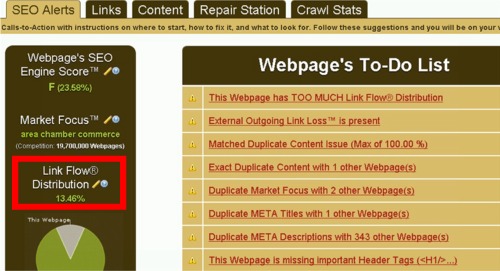 SEO Alerts Links Content Repair Station Crawl Stats
Calls-to-Action with instructions on where to start, how to fix it, and what to look for. Follow these suggestions and you will be on your w
Webpage's SEO
Engine Score™
F (23.58%)
Market Focus™
area chamber commerce
(Competition: 19,700,000 Webpages)
Link Flow®
Distribution
13.46%
This Webpage
Webpage's To-Do List
This Webpage has TOO MUCH Link Flow® Distribution
External Outgoing Link Loss™ is present
Matched Duplicate Content Issue (Max of 100.00 %)
Exact Duplicate Content with 1 other Webpage(s)
Duplicate Market Focus with 2 other Webpage(s)
Duplicate META Titles with 1 other Webpage(s)
Duplicate META Descriptions with 343 other Webpage(s)
This Webpage is missing important Header Tags (<H1/>...)